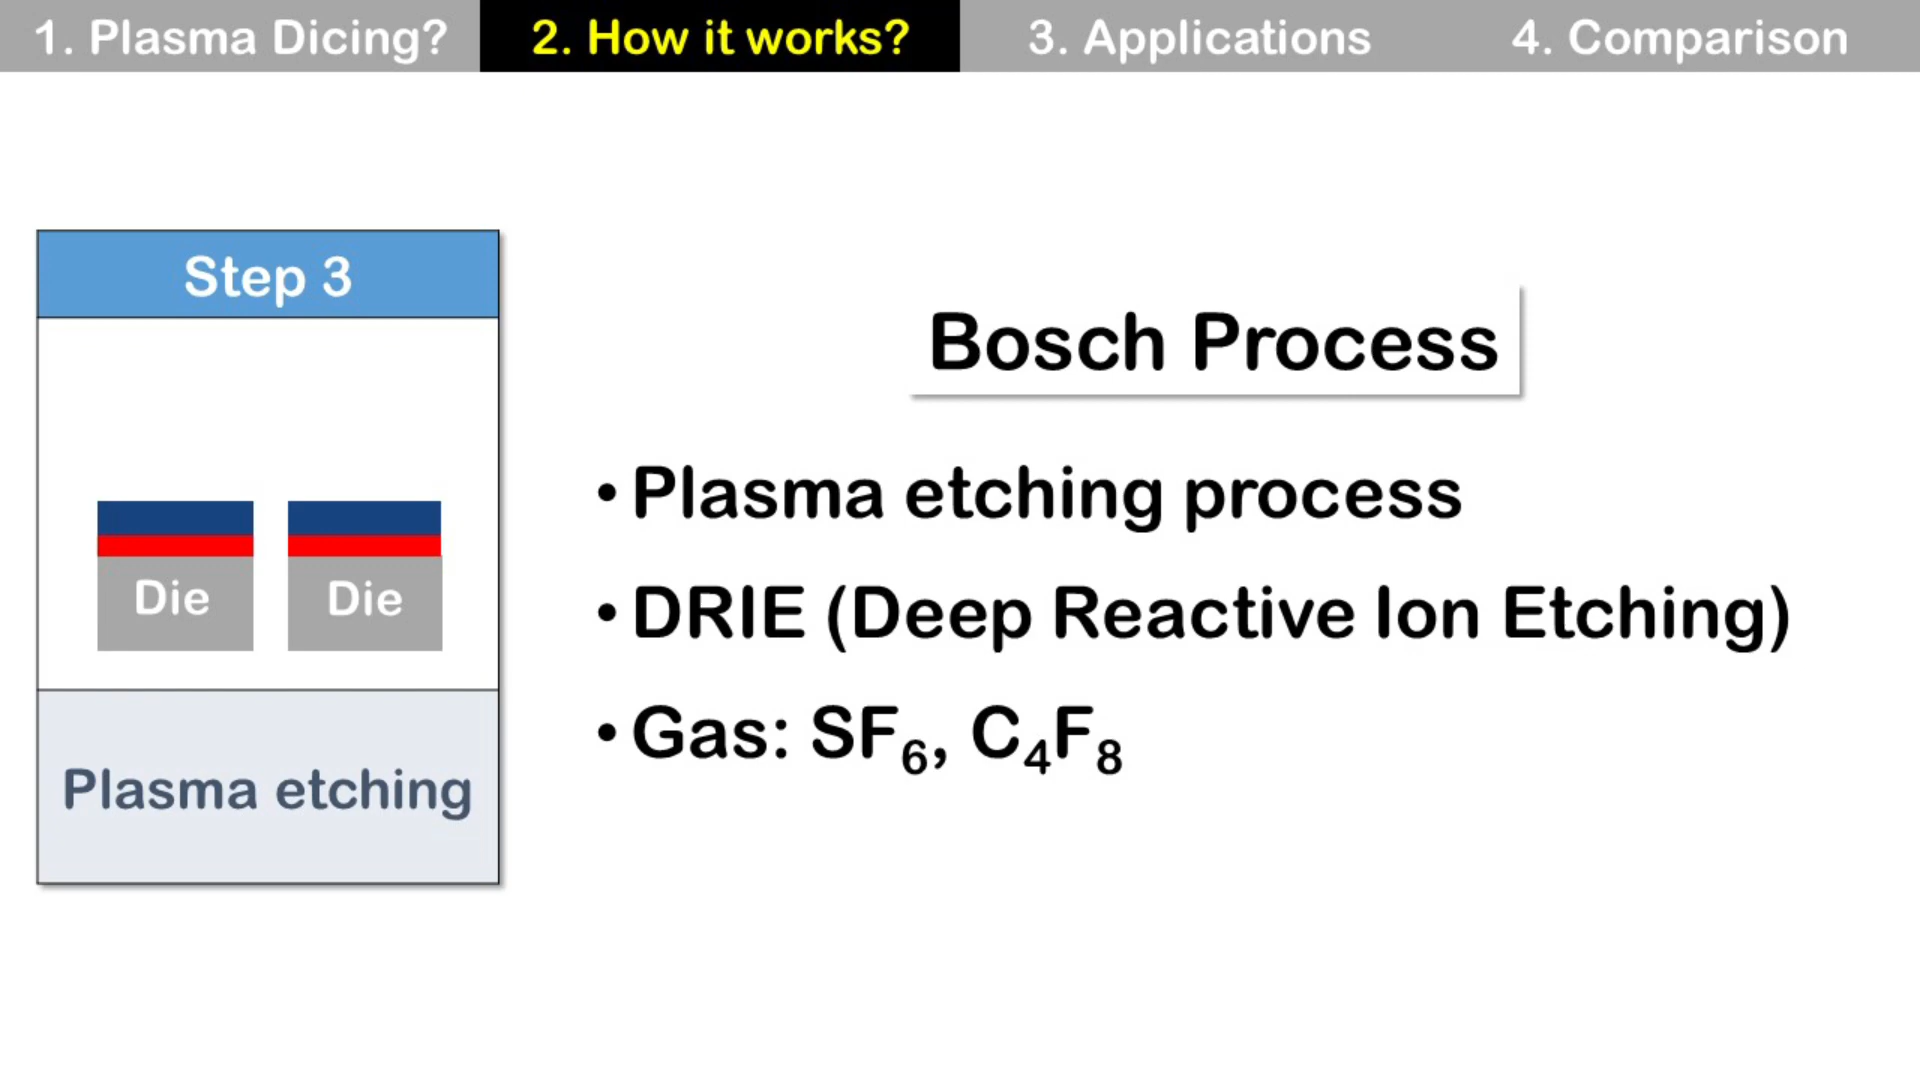 1. Plasma Dicing?
2. How it works?
3. Applications
4. Comparison
Step 3
Die
Die
Plasma etching
Bosch Process
• Plasma etching process
• DRIE (Deep Reactive Ion Etching)
• Gas: SF₆, C₄F₈